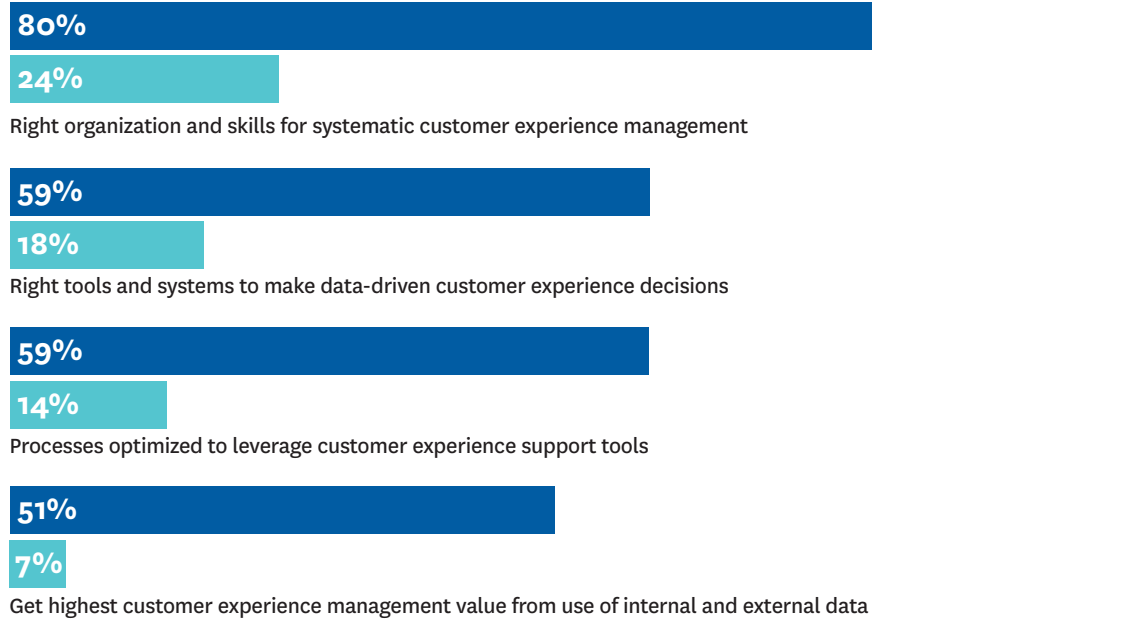 80%
24%
Right organization and skills for systematic customer experience management
59%
18%
Right tools and systems to make data-driven customer experience decisions
59%
14%
Processes optimized to leverage customer experience support tools
51%
7%
Get highest customer experience management value from use of internal and external data